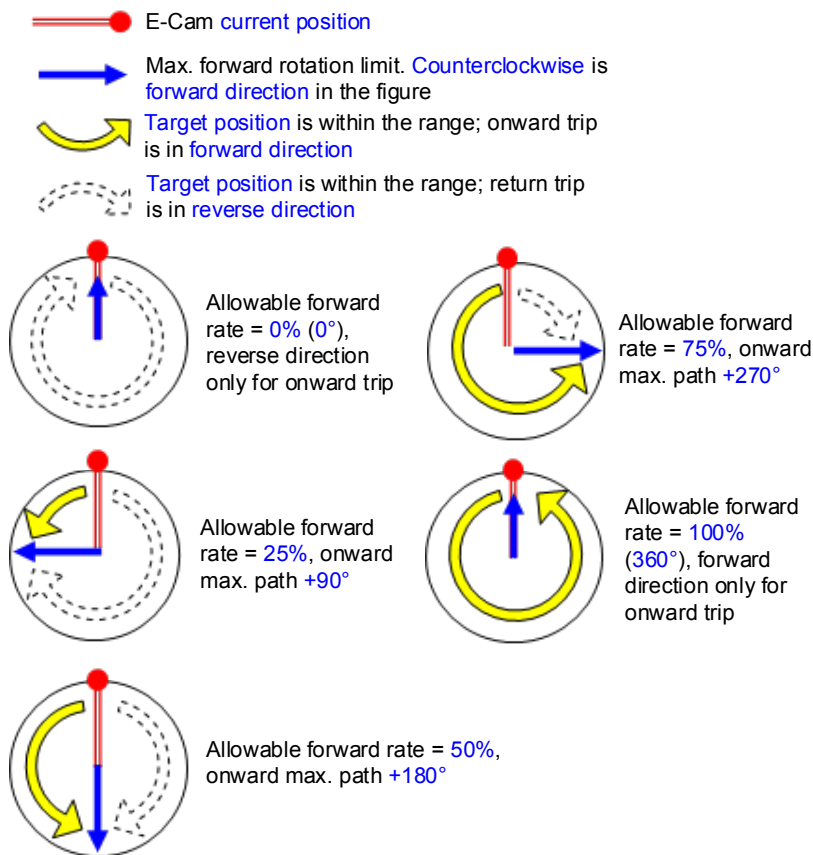 E-Cam current position
Max. forward rotation limit. Counterclockwise is
forward direction in the figure
Target position is within the range; onward trip
is in forward direction
Target position is within the range; return trip
is in reverse direction
Allowable forward
rate = 0% (0°),
reverse direction
only for onward trip
Allowable forward
rate = 75%, onward
max. path +270°
Allowable forward
rate = 25%, onward
max. path +90°
Allowable forward
rate = 100%
(360°), forward
direction only for
onward trip
Allowable forward rate = 50%,
onward max. path +180°